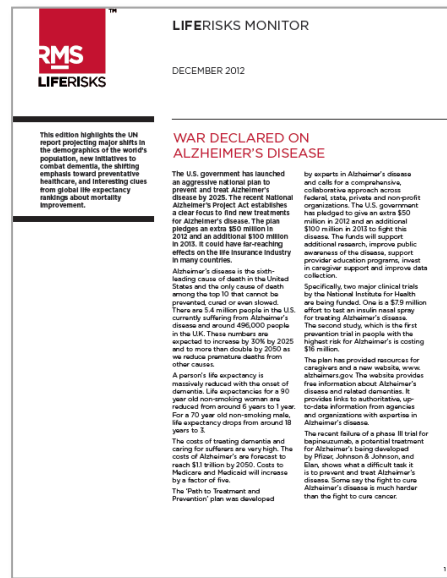 RMS
™
LIFERISKS
LIFERISKS MONITOR
DECEMBER 2012
This edition highlights the UN
report projecting major shifts in
the demographics of the world's
population, new initiatives to
combat dementia, the shifting
emphasis toward preventative
healthcare, and interesting clues
from global life expectancy
rankings about mortality
improvement.
WAR DECLARED ON
ALZHEIMER'S DISEASE
The U.S. government has launched
an aggressive national plan to
prevent and treat Alzheimer's
disease by 2025. The recent National
Alzheimer's Project Act establishes
a clear focus to find new treatments
for Alzheimer's disease. The plan
pledges an extra $50 million in
2012 and an additional $100 million
in 2013. It could have far-reaching
effects on the life insurance industry
in many countries.
Alzheimer's disease is the sixth-
leading cause of death in the United
States and the only cause of death
among the top 10 that cannot be
prevented, cured or even slowed.
There are 5.4 million people in the U.S.
currently suffering from Alzheimer's
disease and around 496,000 people
in the U.K. These numbers are
expected to increase by 30% by 2025
and to more than double by 2050 as
we reduce premature deaths from
other causes.
A person's life expectancy is
massively reduced with the onset of
dementia. Life expectancies for a 90
year old non-smoking woman are
reduced from around 6 years to 1 year.
For a 70 year old non-smoking male,
life expectancy drops from around 18
years to 3.
The costs of treating dementia and
caring for sufferers are very high. The
costs of Alzheimer's are forecast to
reach $1.1 trillion by 2050. Costs to
Medicare and Medicaid will increase
by a factor of five.
The 'Path to Treatment and
Prevention' plan was developed
by experts in Alzheimer's disease
and calls for a comprehensive,
collaborative approach across
federal, state, private and non-profit
organizations. The U.S. government
has pledged to give an extra $50
million in 2012 and an additional
$100 million in 2013 to fight this
disease. The funds will support
additional research, improve public
awareness of the disease, support
provider education programs, invest
in caregiver support and improve data
collection.
Specifically, two major clinical trials
by the National Institute for Health
are being funded. One is a $7.9 million
effort to test an insulin nasal spray
for treating Alzheimer's disease.
The second study, which is the first
prevention trial in people with the
highest risk for Alzheimer's is costing
$16 million.
The plan has provided resources for
caregivers and a new website, www.
alzheimers.gov. The website provides
free information about Alzheimer's
disease and related dementias. It
provides links to authoritative, up-
to-date information from agencies
and organizations with expertise in
Alzheimer's disease.
The recent failure of a phase III trial for
bapineuzumab, a potential treatment
for Alzheimer's being developed
by Pfizer, Johnson & Johnson, and
Elan, shows what a difficult task it
is to prevent and treat Alzheimer's
disease. Some say the fight to cure
Alzheimer's disease is much harder
than the fight to cure cancer.
1